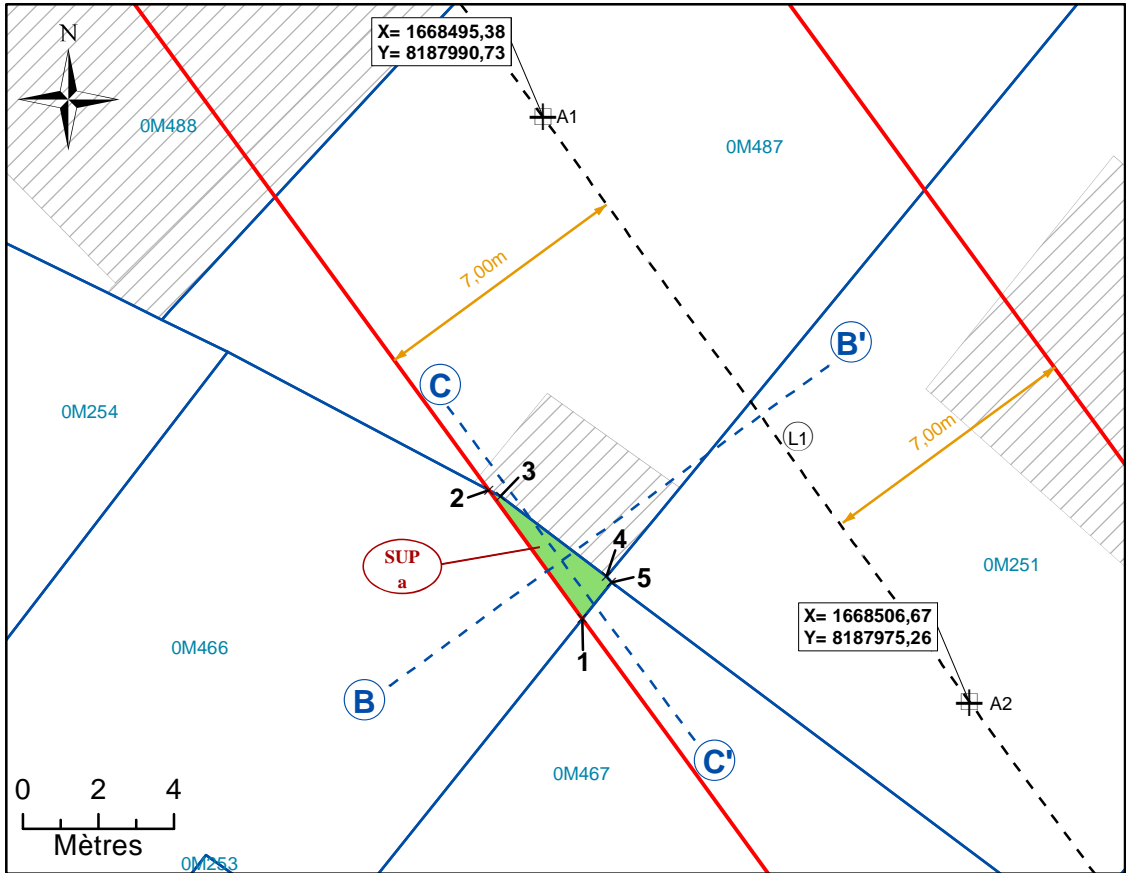 X= 1668495,38
Y= 8187990,73
N
A1
0M488
0M487
7,00m
B'
C
0M254
L1
7,00m
3
2
4
SUP
a
5
0M251
X= 1668506,67
Y= 8187975,26
0M466
1
B
A2
C'
0M467
0 2 4
Mètres
0M253